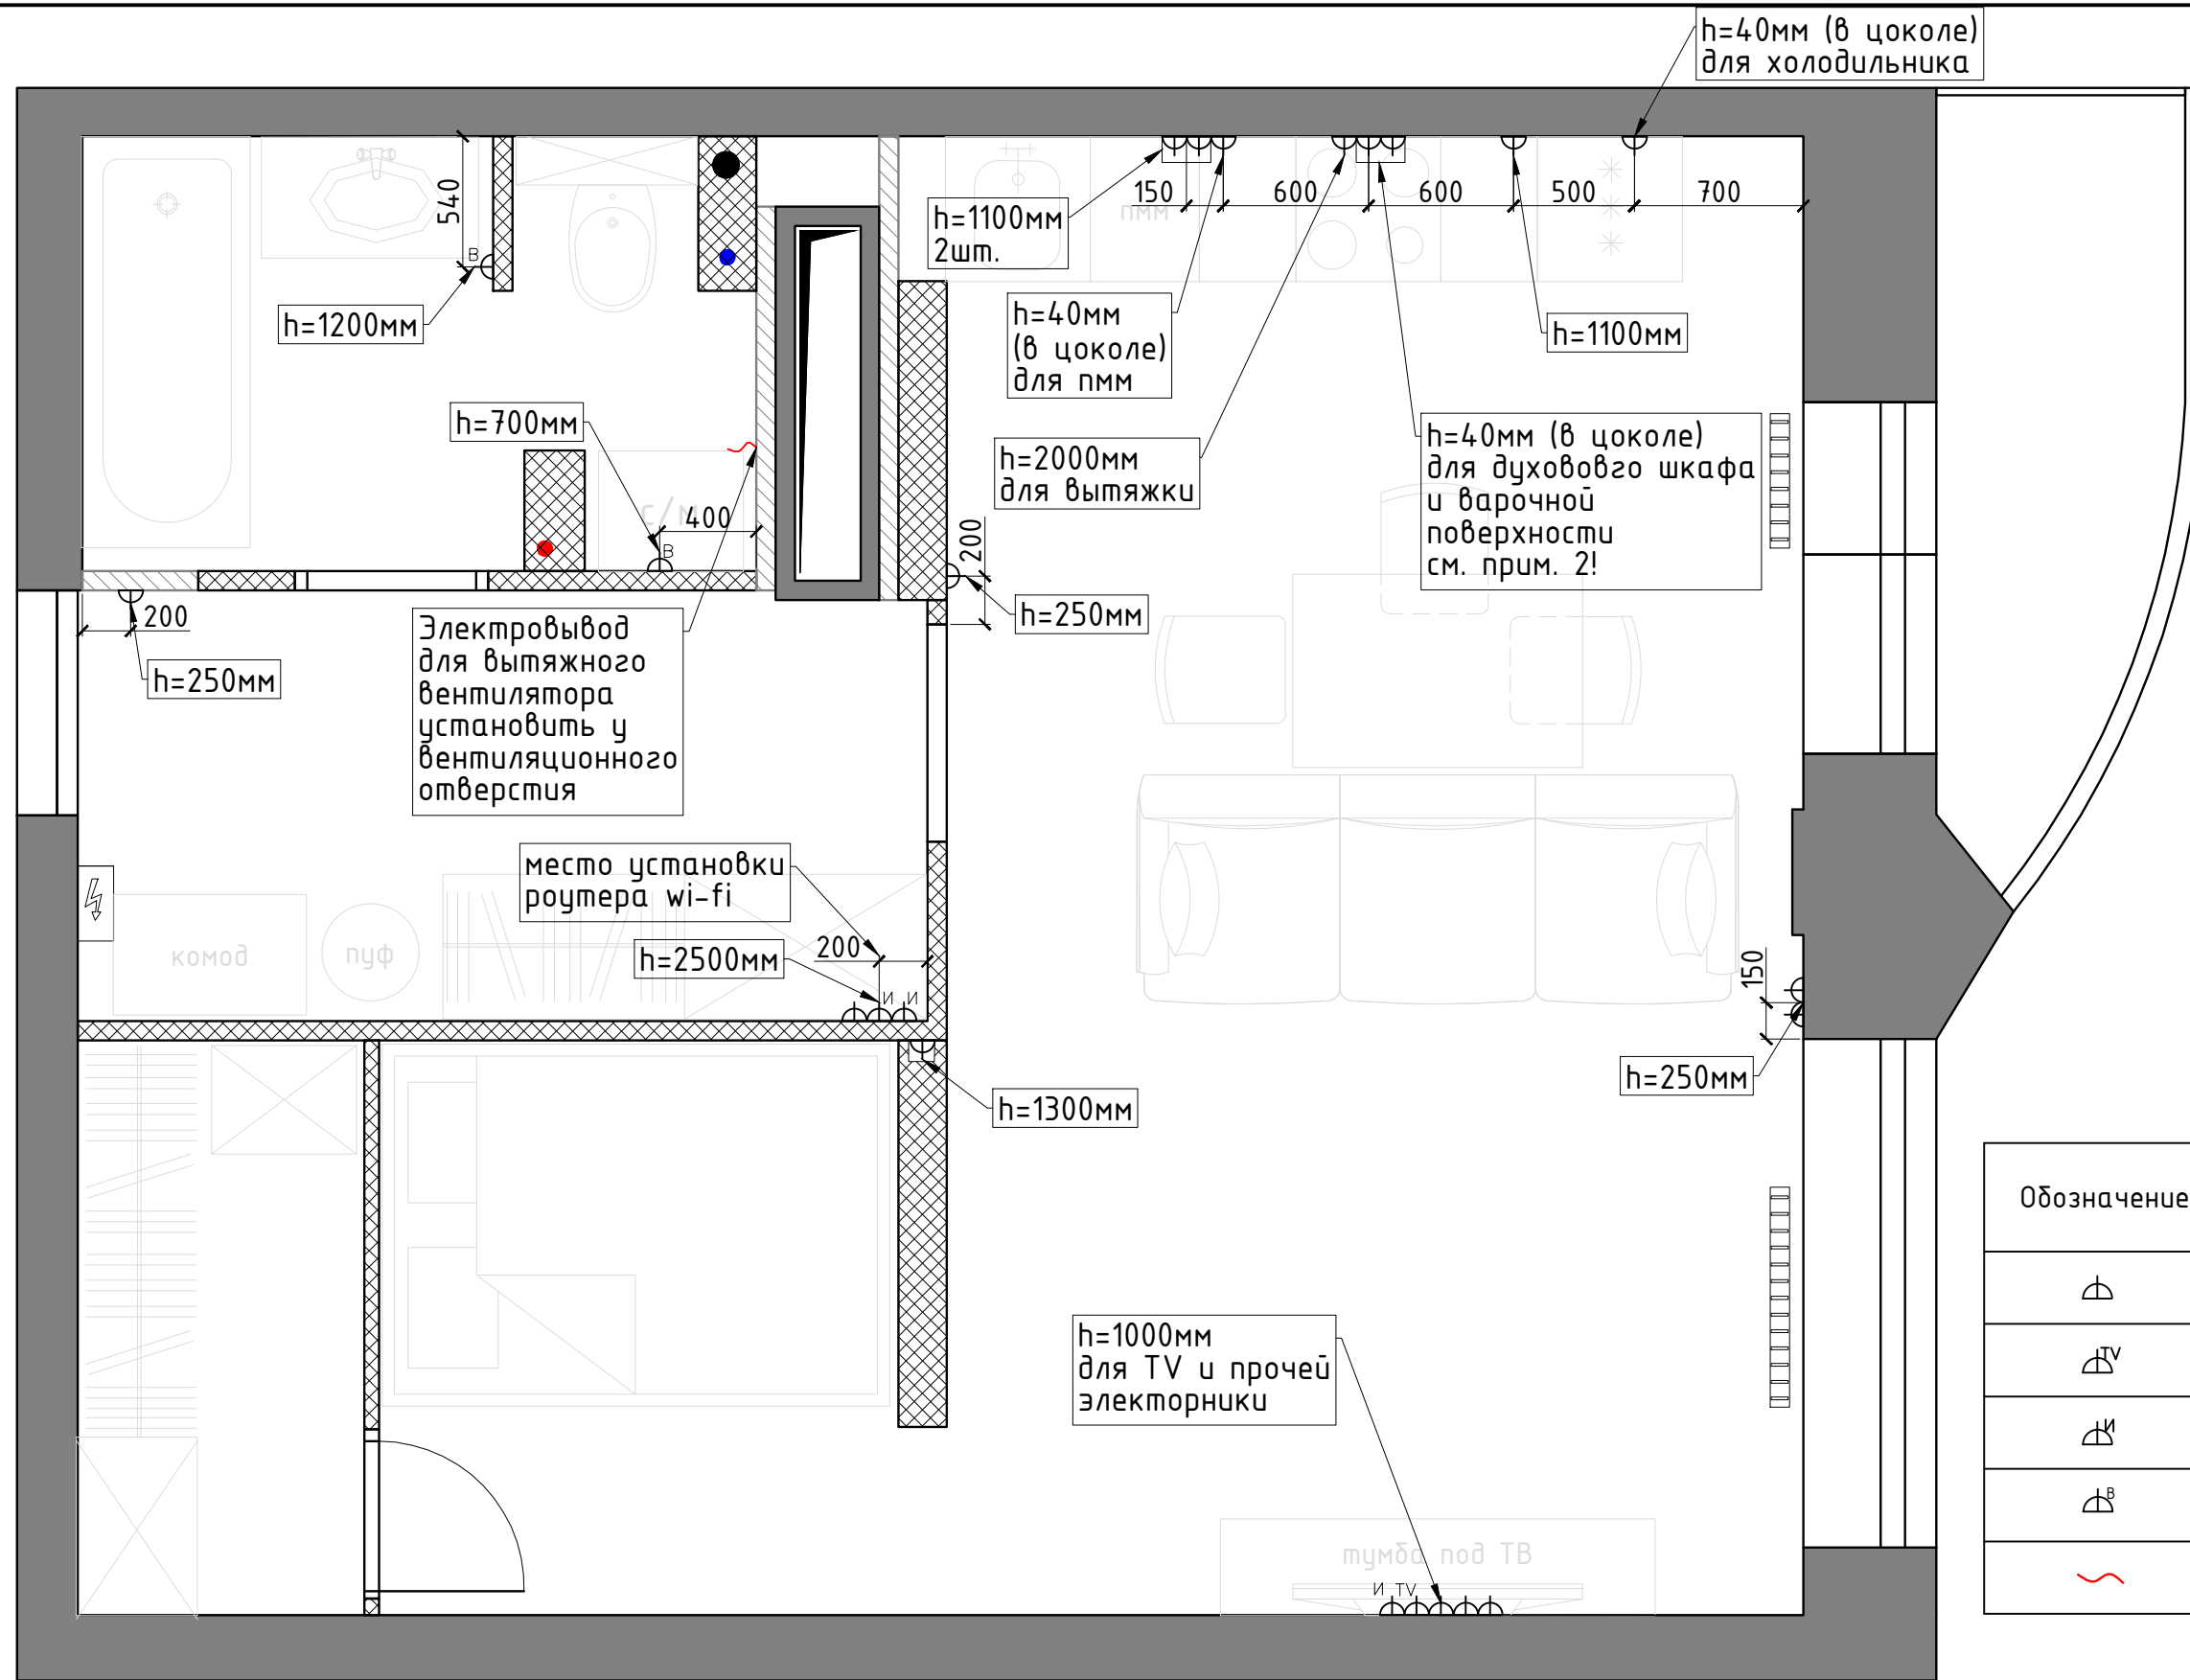 h=40мм (в цоколе)
для холодильника
540
В
h=1200мм
150
600
600
500
700
пмм
h=1100мм
2шт.
h=40мм
(в цоколе)
для пмм
h=1100мм
h=700мм
с/м
400
В
h=2000мм
для вытяжки
h=40мм (в цоколе)
для духововго шкафа
и варочной
поверхности
см. прим. 2!
200
h=250мм
200
h=250мм
Электровывод
для вытяжного
вентилятора
установить у
вентиляционного
отверстия
место установки
роутера wi-fi
комод
пуф
h=2500мм
200
И И
150
h=250мм
h=1300мм
Обозначение
TV
И
В
h=1000мм
для TV и прочей
электорники
тумба под ТВ
И TV